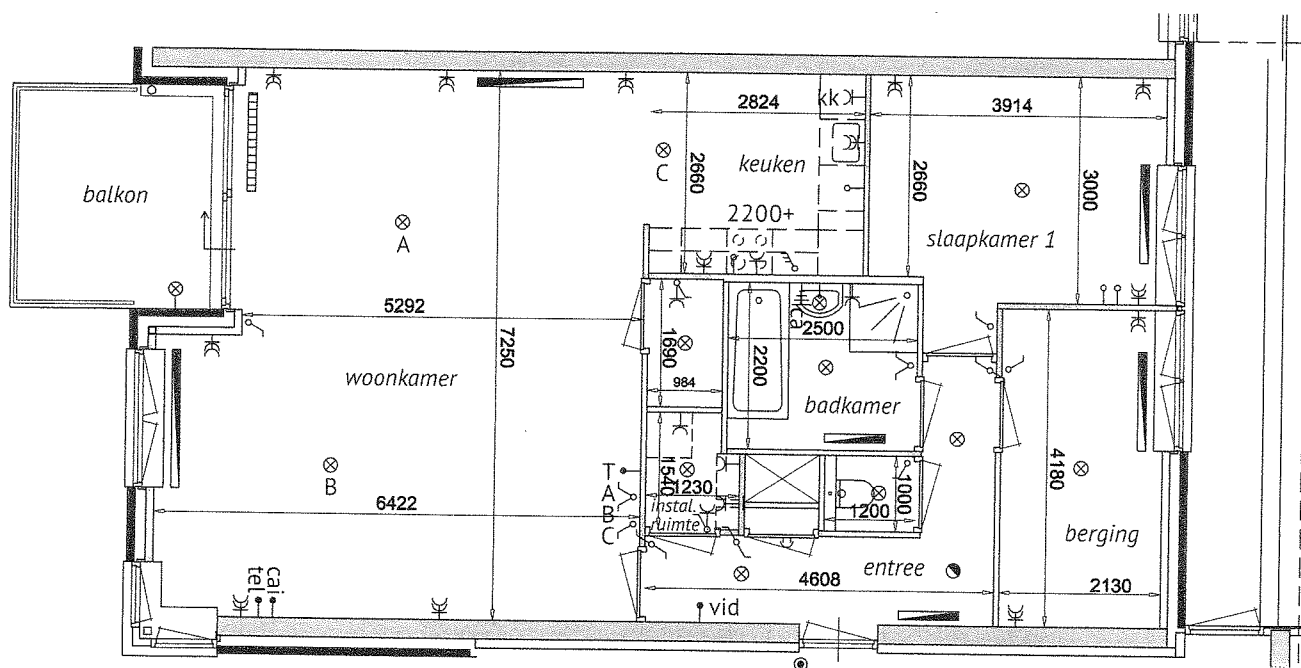 2824
kk
3914
balkon
C
2660
keuken
2660
3000
A
2200+
slaapkamer 1
5292
7250
1690
2500
ca
woonkamer
984
2200
badkamer
B
T
A
B
C
6422
1540
1230
instal.
ruimte
1000
1200
4180
berging
entree
4608
2130
cai
tel
vid